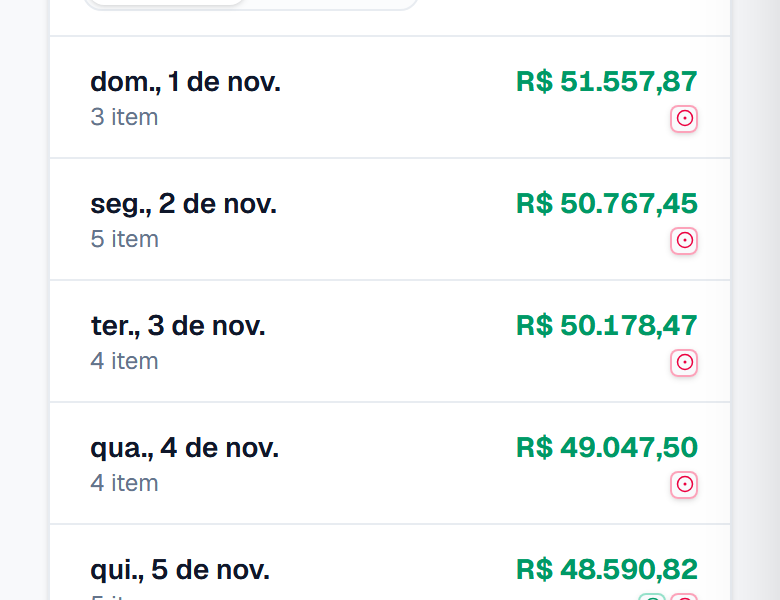 dom., 1 de nov.
R$ 51.557,87
3 item
seg., 2 de nov.
R$ 50.767,45
5 item
ter., 3 de nov.
R$ 50.178,47
4 item
qua., 4 de nov.
R$ 49.047,50
4 item
qui., 5 de nov.
R$ 48.590,82